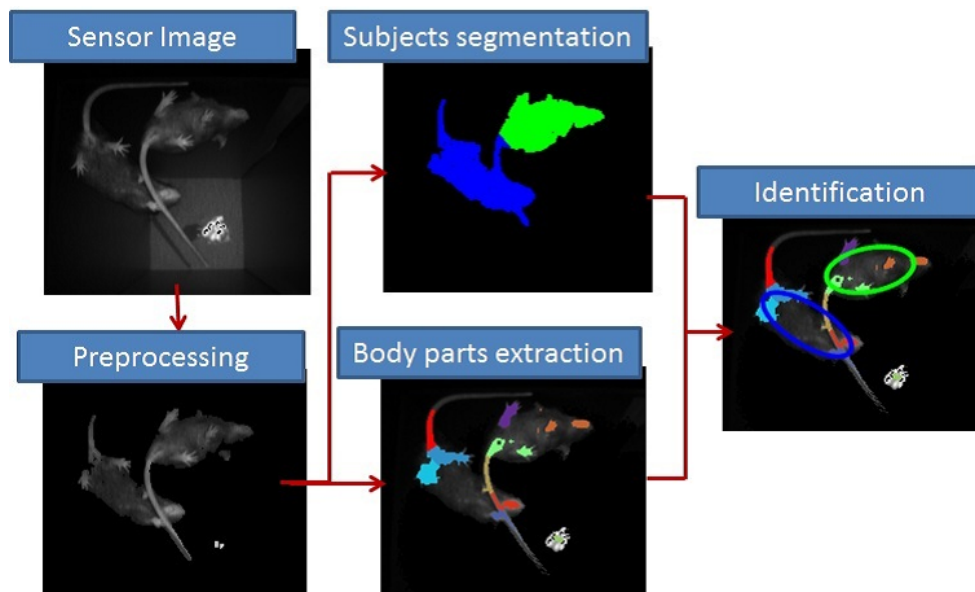 Sensor Image
Subjects segmentation
Identification
Preprocessing
Body parts extraction